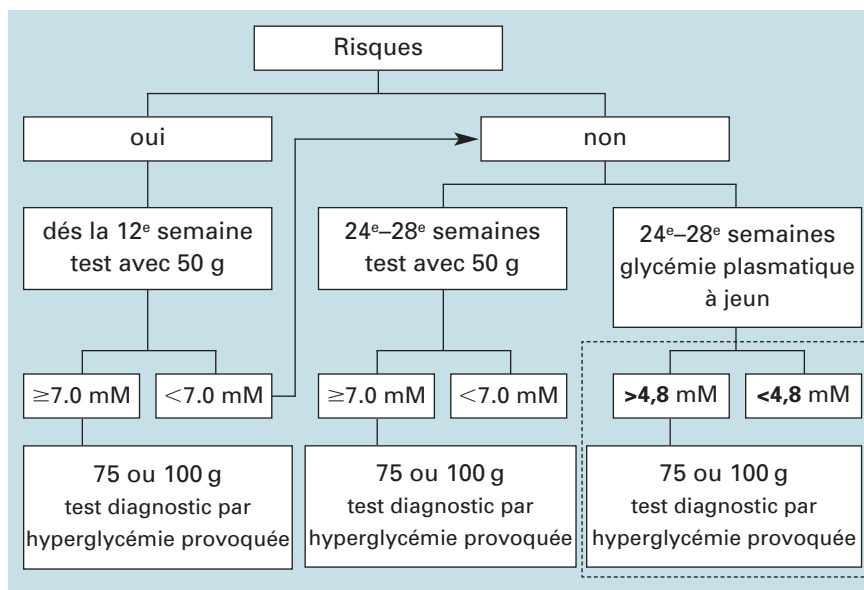 Risques
oui
non
dés la 12e semaine
test avec 50 g
24e–28e semaines
test avec 50 g
24e–28e semaines
glycémie plasmatique
à jeun
≥7.0 mM
<7.0 mM
≥7.0 mM
<7.0 mM
>4,8 mM
<4,8 mM
75 ou 100 g
test diagnostic par
hyperglycémie provoquée
75 ou 100 g
test diagnostic par
hyperglycémie provoquée
75 ou 100 g
test diagnostic par
hyperglycémie provoquée